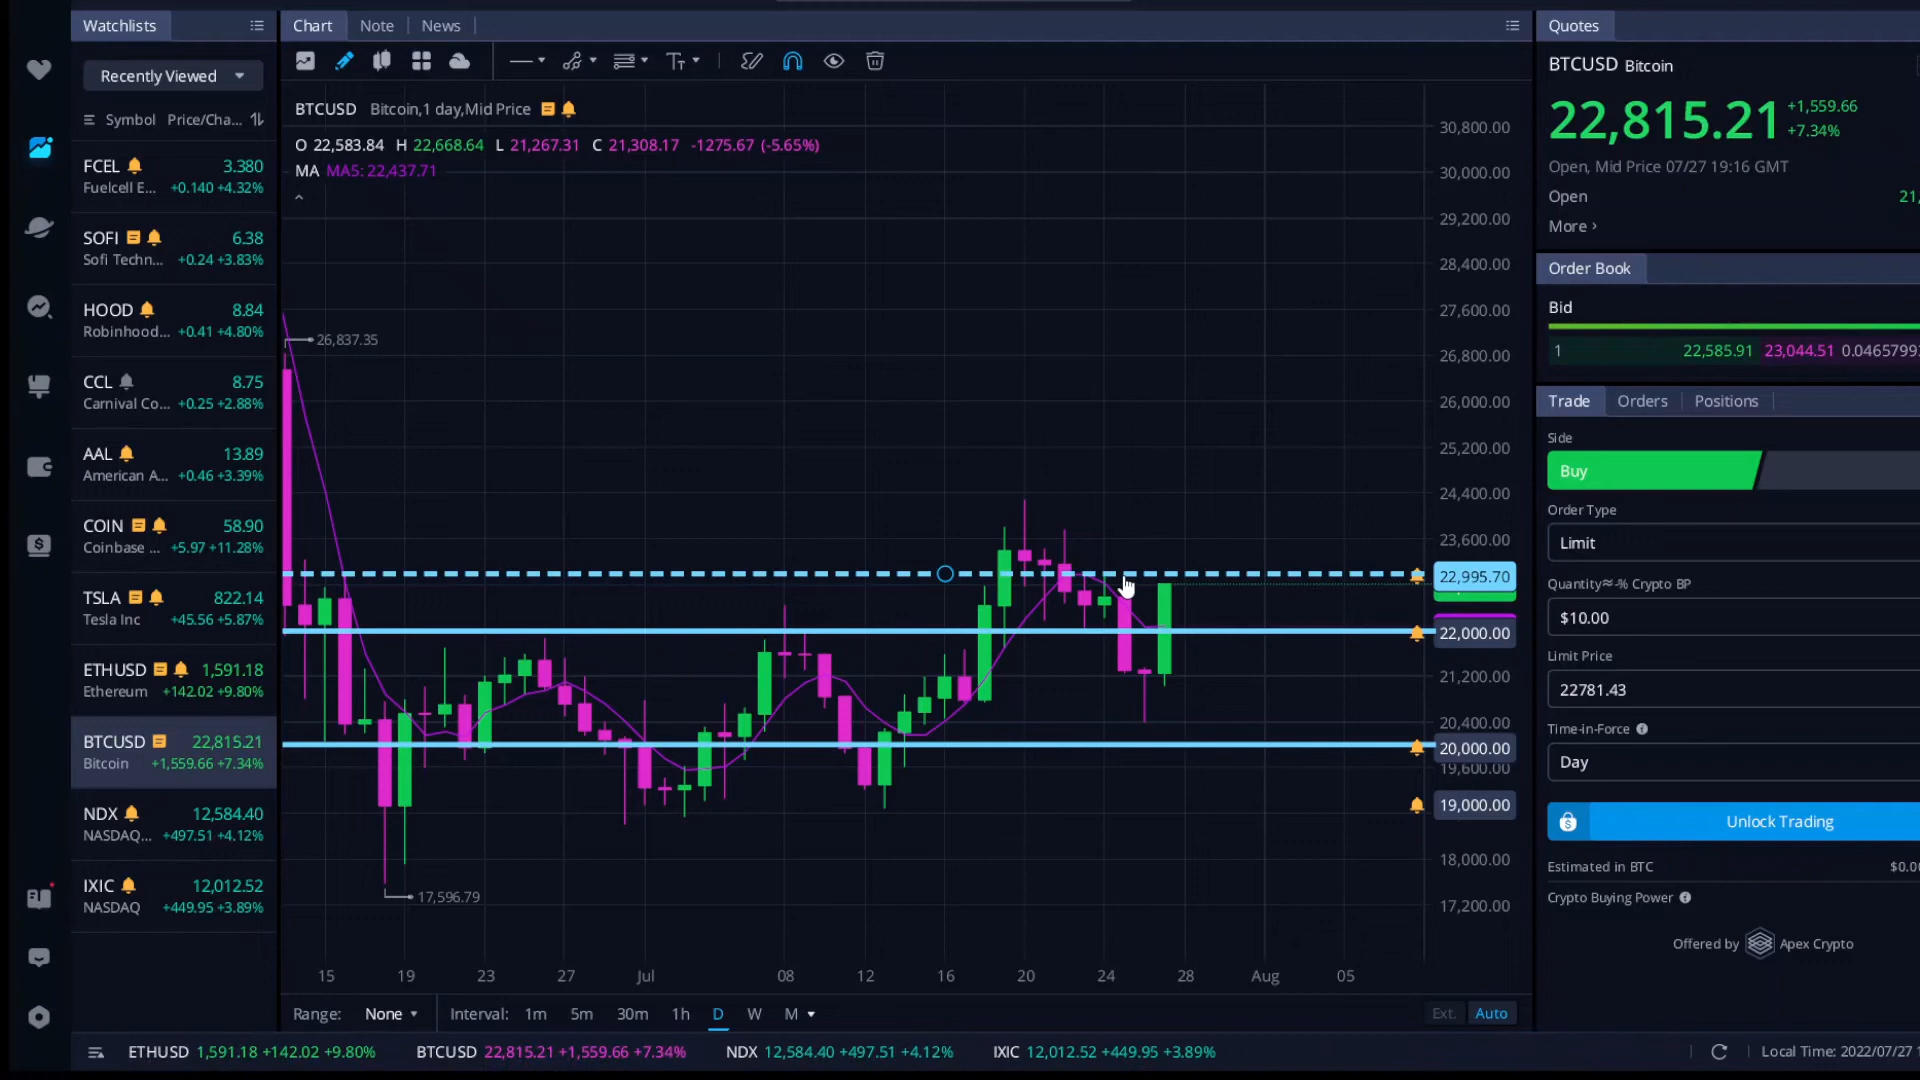 Watchlists
Recently Viewed
Symbol Price/Cha...
FCEL 3.380
Fuelcell E... +0.140 +4.32%
SOFI 6.38
Sofi Techn... +0.24 +3.83%
HOOD 8.84
Robinhood... +0.41 +4.80%
CCL 8.75
Carnival Co... +0.25 +2.88%
AAL 13.89
American A... +0.46 +3.39%
COIN 58.90
Coinbase ... +5.97 +11.28%
TSLA 822.14
Tesla Inc +45.56 +5.87%
ETHUSD 1,591.18
Ethereum +142.02 +9.80%
BTCUSD 22,815.21
Bitcoin +1,559.66 +7.34%
NDX 12,584.40
NASDAQ... +497.51 +4.12%
IXIC 12,012.52
NASDAQ +449.95 +3.89%
Chart Note News
BTCUSD Bitcoin,1 day,Mid Price
O 22,583.84 H 22,668.64 L 21,267.31 C 21,308.17 -1275.67 (-5.65%)
MA MA5: 22,437.71
26,837.35
17,596.79
30,800.00
30,000.00
29,200.00
28,400.00
27,600.00
26,800.00
26,000.00
25,200.00
24,400.00
23,600.00
22,995.70
22,000.00
21,200.00
20,400.00
20,000.00
19,600.00
19,000.00
18,000.00
17,200.00
15 19 23 27 Jul 08 12 16 20 24 28 Aug 05
Range: None Interval: 1m 5m 30m 1h D W M Ext. Auto
Quotes
BTCUSD Bitcoin
22,815.21 +1,559.66
+7.34%
Open, Mid Price 07/27 19:16 GMT
Open 21,
More ›
Order Book
Bid
1 22,585.91 23,044.51 0.0465799
Trade Orders Positions
Side
Buy
Order Type
Limit
Quantity≈-% Crypto BP
$10.00
Limit Price
22781.43
Time-in-Force
Day
Unlock Trading
Estimated in BTC $0.0
Crypto Buying Power
Offered by Apex Crypto
ETHUSD 1,591.18 +142.02 +9.80% BTCUSD 22,815.21 +1,559.66 +7.34% NDX 12,584.40 +497.51 +4.12% IXIC 12,012.52 +449.95 +3.89% Local Time: 2022/07/27 1